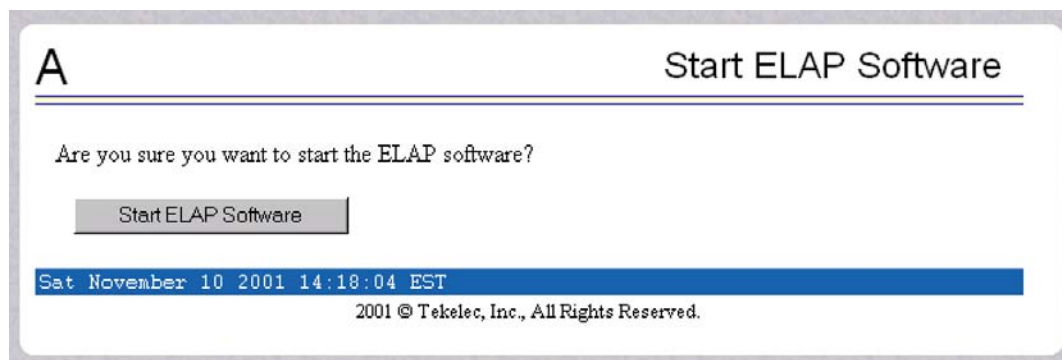 A
Start ELAP Software
Are you sure you want to start the ELAP software?
Start ELAP Software
Sat November 10 2001 14:18:04 EST
2001 © Tekelec, Inc., All Rights Reserved.